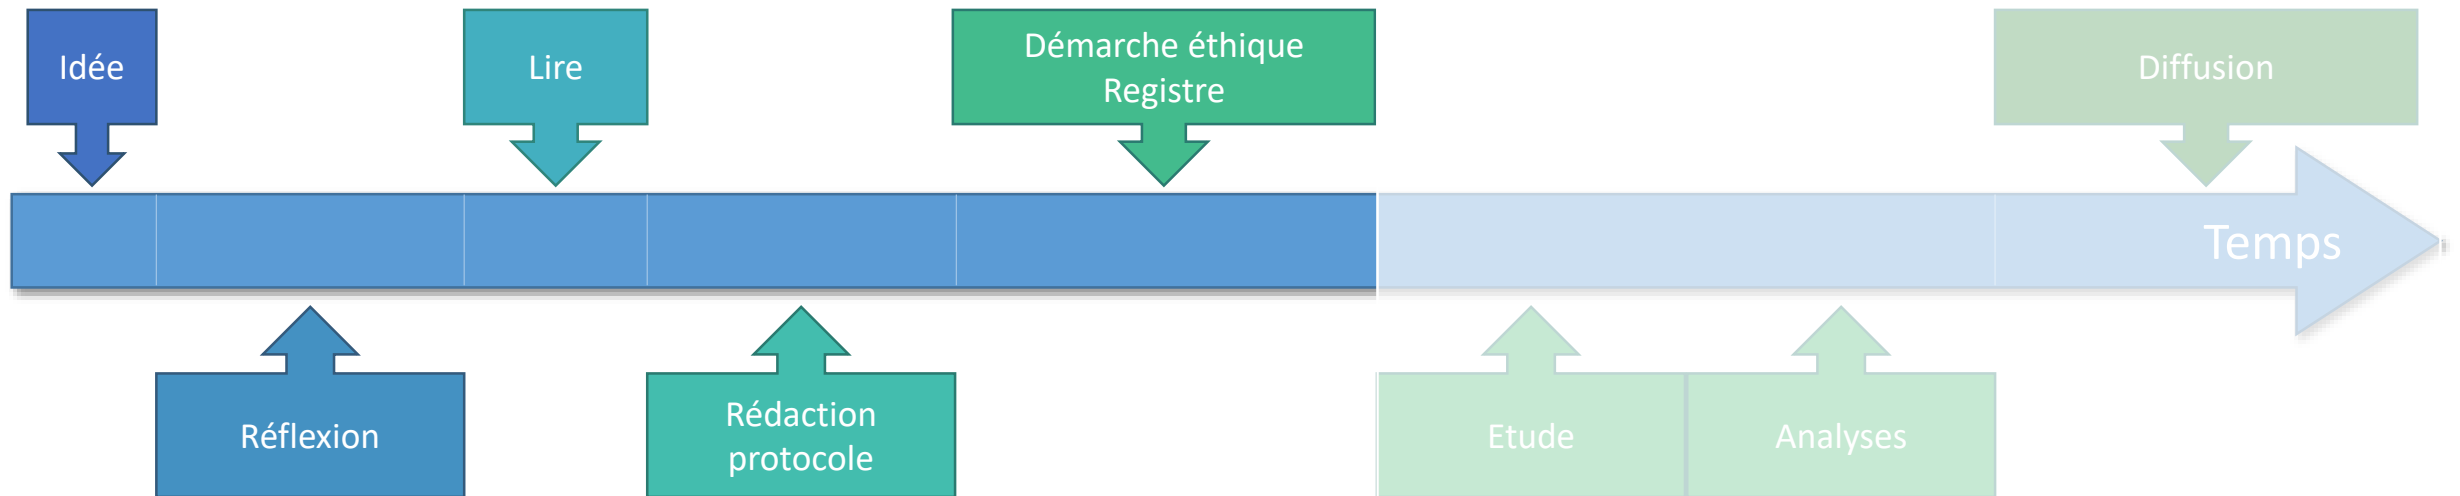 Idée
Lire
Démarche éthique
Registre
Diffusion
Temps
Réflexion
Rédaction
protocole
Etude
Analyses